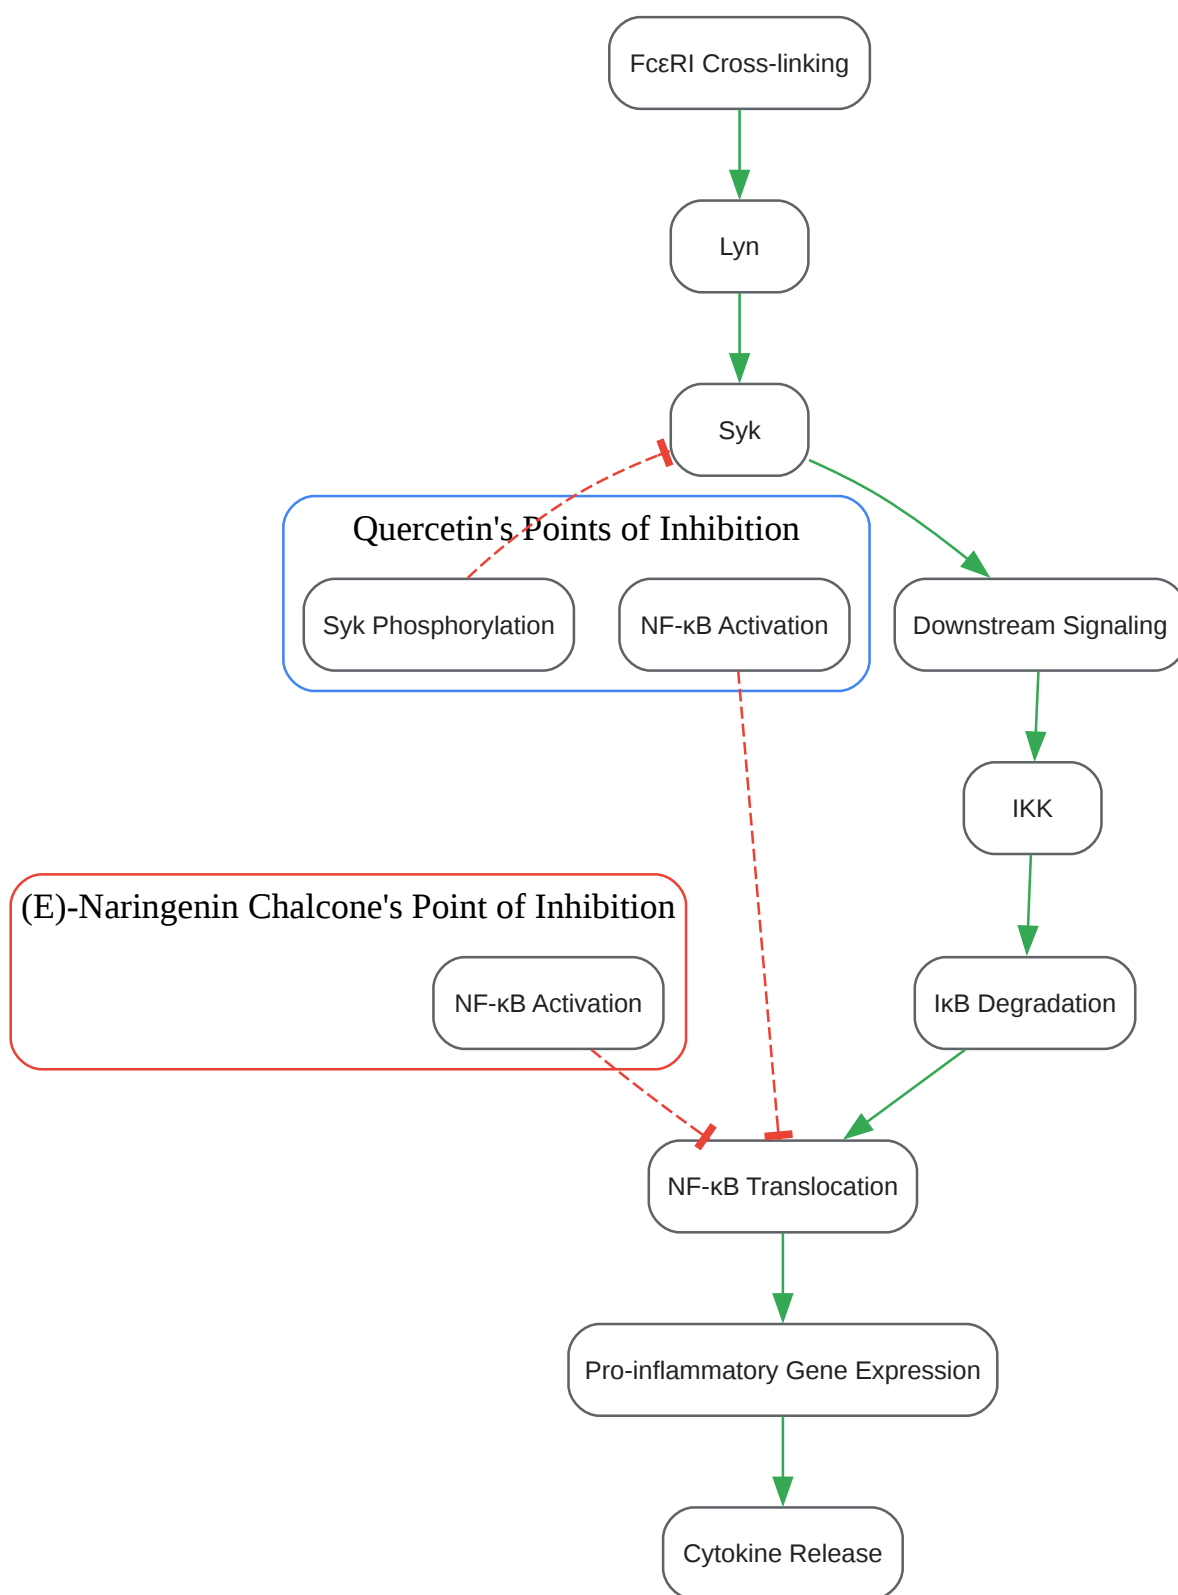 FcεRI Cross-linking
Lyn
Syk
Quercetin's Points of Inhibition
Syk Phosphorylation
NF-κB Activation
Downstream Signaling
IKK
(E)-Naringenin Chalcone's Point of Inhibition
NF-κB Activation
IκB Degradation
NF-κB Translocation
Pro-inflammatory Gene Expression
Cytokine Release